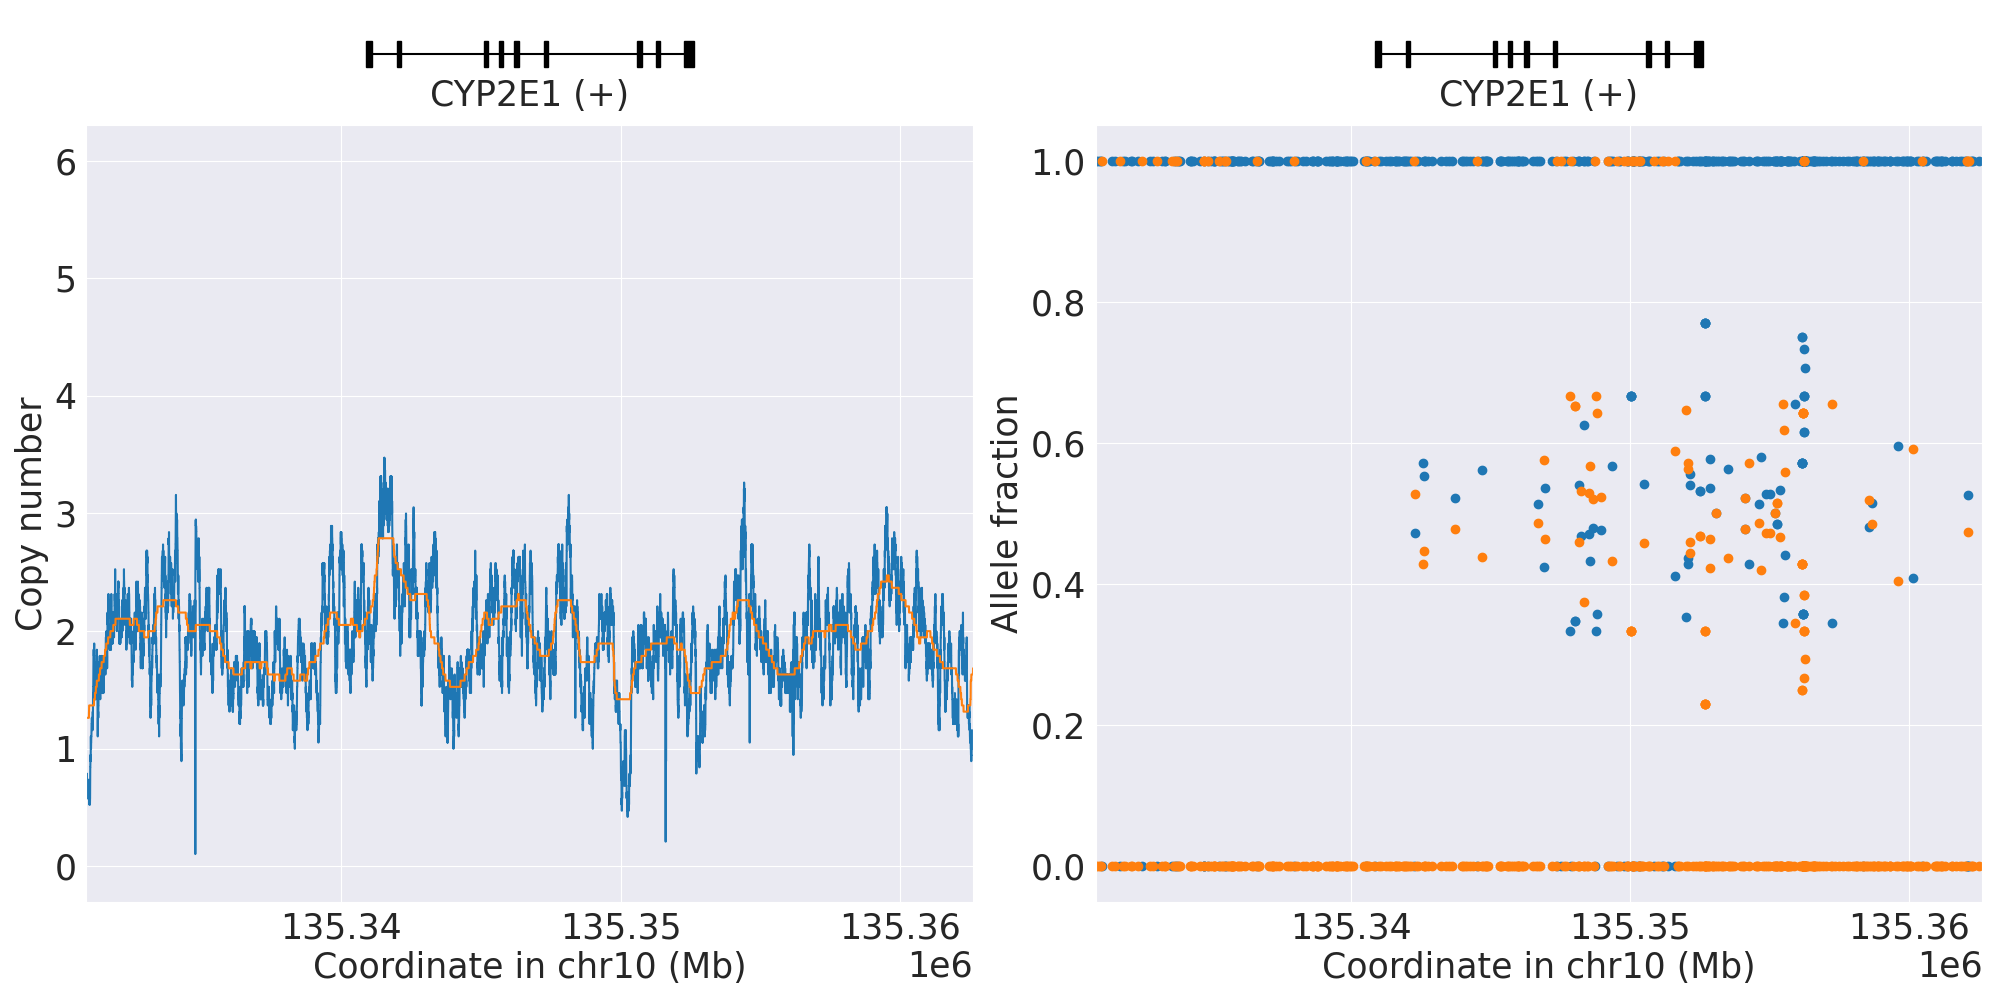 CYP2E1 (+)
6
5
4
3
2
1
0
Copy number
135.34 135.35 135.36
Coordinate in chr10 (Mb)
1e6
CYP2E1 (+)
1.0
0.8
0.6
0.4
0.2
0.0
Allele fraction
135.34 135.35 135.36
Coordinate in chr10 (Mb)
1e6